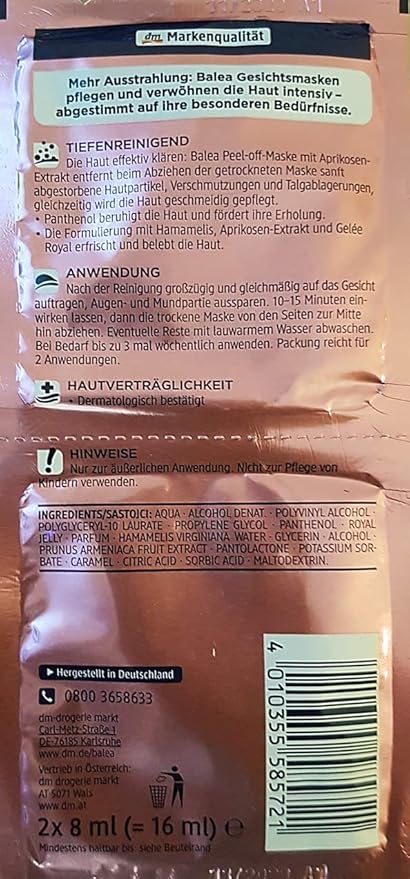 dm Markenqualität
Mehr Ausstrahlung: Balea Gesichtsmasken
pflegen und verwöhnen die Haut intensiv –
abgestimmt auf ihre besonderen Bedürfnisse.
TIEFENREINIGEND
Die Haut effektiv klären: Balea Peel-off-Maske mit Aprikosen-
Extrakt entfernt beim Abziehen der getrockneten Maske sanft
abgestorbene Hautpartikel, Verschmutzungen und Talgablagerungen,
gleichzeitig wird die Haut geschmeidig gepflegt.
• Panthenol beruhigt die Haut und fördert ihre Erholung.
• Die Formulierung mit Hamamelis, Aprikosen-Extrakt und Gelée
Royal erfrischt und belebt die Haut.
ANWENDUNG
Nach der Reinigung großzügig und gleichmäßig auf das Gesicht
auftragen, Augen- und Mundpartie aussparen. 10–15 Minuten ein-
wirken lassen, dann die trockene Maske von den Seiten zur Mitte
hin abziehen. Eventuelle Reste mit lauwarmem Wasser abwaschen.
Bei Bedarf bis zu 3 mal wöchentlich anwenden. Packung reicht für
2 Anwendungen.
HAUTVERTRÄGLICHKEIT
• Dermatologisch bestätigt
HINWEISE
Nur zur äußerlichen Anwendung. Nicht zur Pflege von
Kindern verwenden.
INGREDIENTS/SASTOJCI: AQUA · ALCOHOL DENAT. · POLYVINYL ALCOHOL ·
POLYGLYCERYL-10 LAURATE · PROPYLENE GLYCOL · PANTHENOL · ROYAL
JELLY · PARFUM · HAMAMELIS VIRGINIANA WATER · GLYCERIN · ALCOHOL ·
PRUNUS ARMENIACA FRUIT EXTRACT · PANTOLACTONE · POTASSIUM SOR-
BATE · CARAMEL · CITRIC ACID · SORBIC ACID · MALTODEXTRIN.
Hergestellt in Deutschland
0800 3658633
dm-drogerie markt
Carl-Metz-Straße 1
DE-76185 Karlsruhe
www.dm.de/balea
Vertrieb in Österreich:
dm drogerie markt
AT-5071 Wals
www.dm.at
2x 8 ml (= 16 ml) ℮
Mindestens haltbar bis: siehe Beutelrand
4 010355 585721